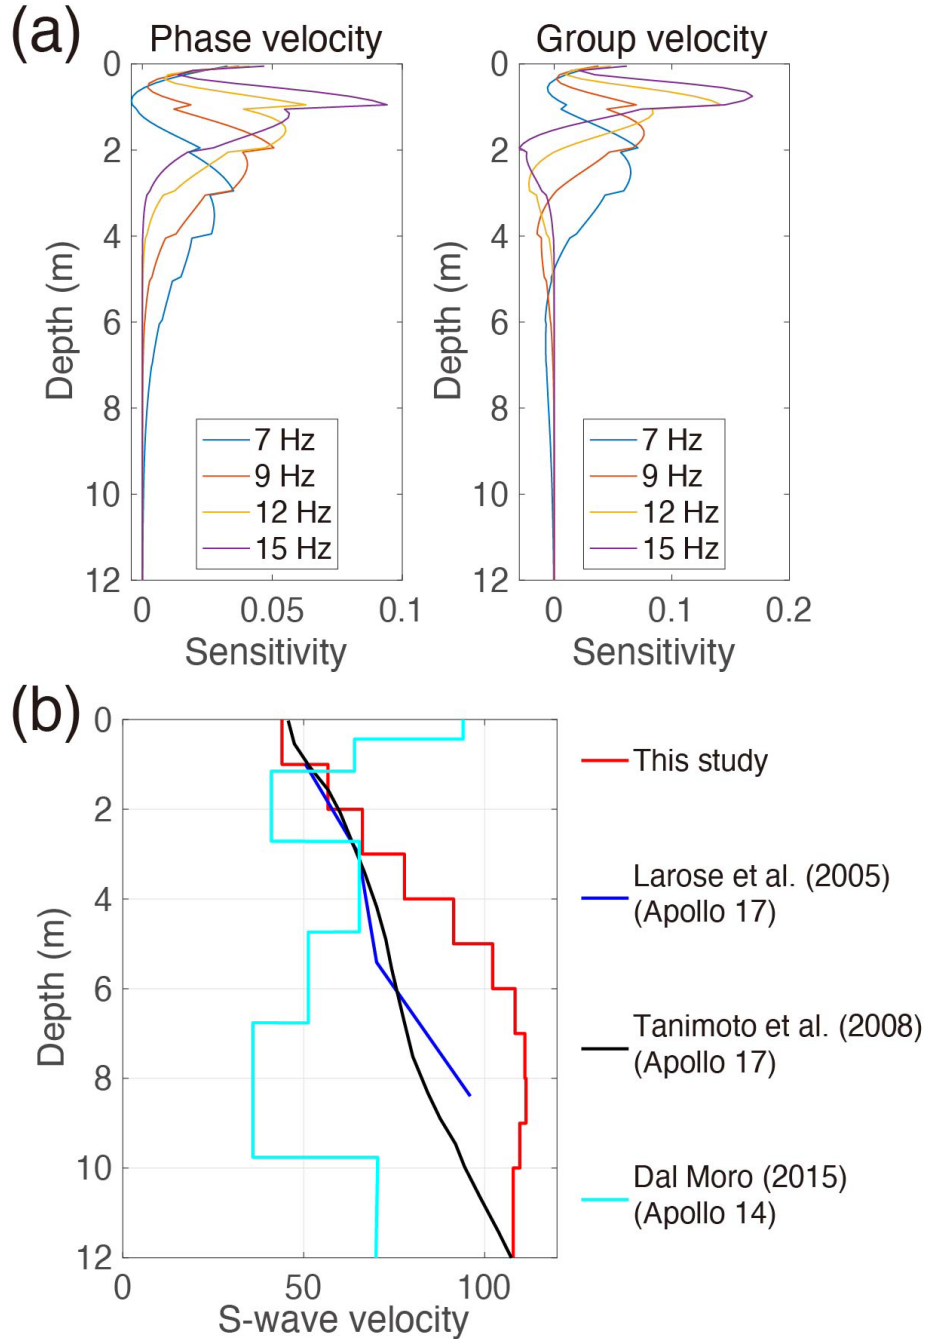 (a)
Phase velocity
Group velocity
0
2
4
6
8
10
12
Depth (m)
7 Hz
9 Hz
12 Hz
15 Hz
0
0.05
0.1
Sensitivity
0
2
4
6
8
10
12
Depth (m)
7 Hz
9 Hz
12 Hz
15 Hz
0
0.1
0.2
Sensitivity
(b)
0
2
4
6
8
10
12
Depth (m)
0
50
100
S-wave velocity
This study
Larose et al. (2005)
(Apollo 17)
Tanimoto et al. (2008)
(Apollo 17)
Dal Moro (2015)
(Apollo 14)